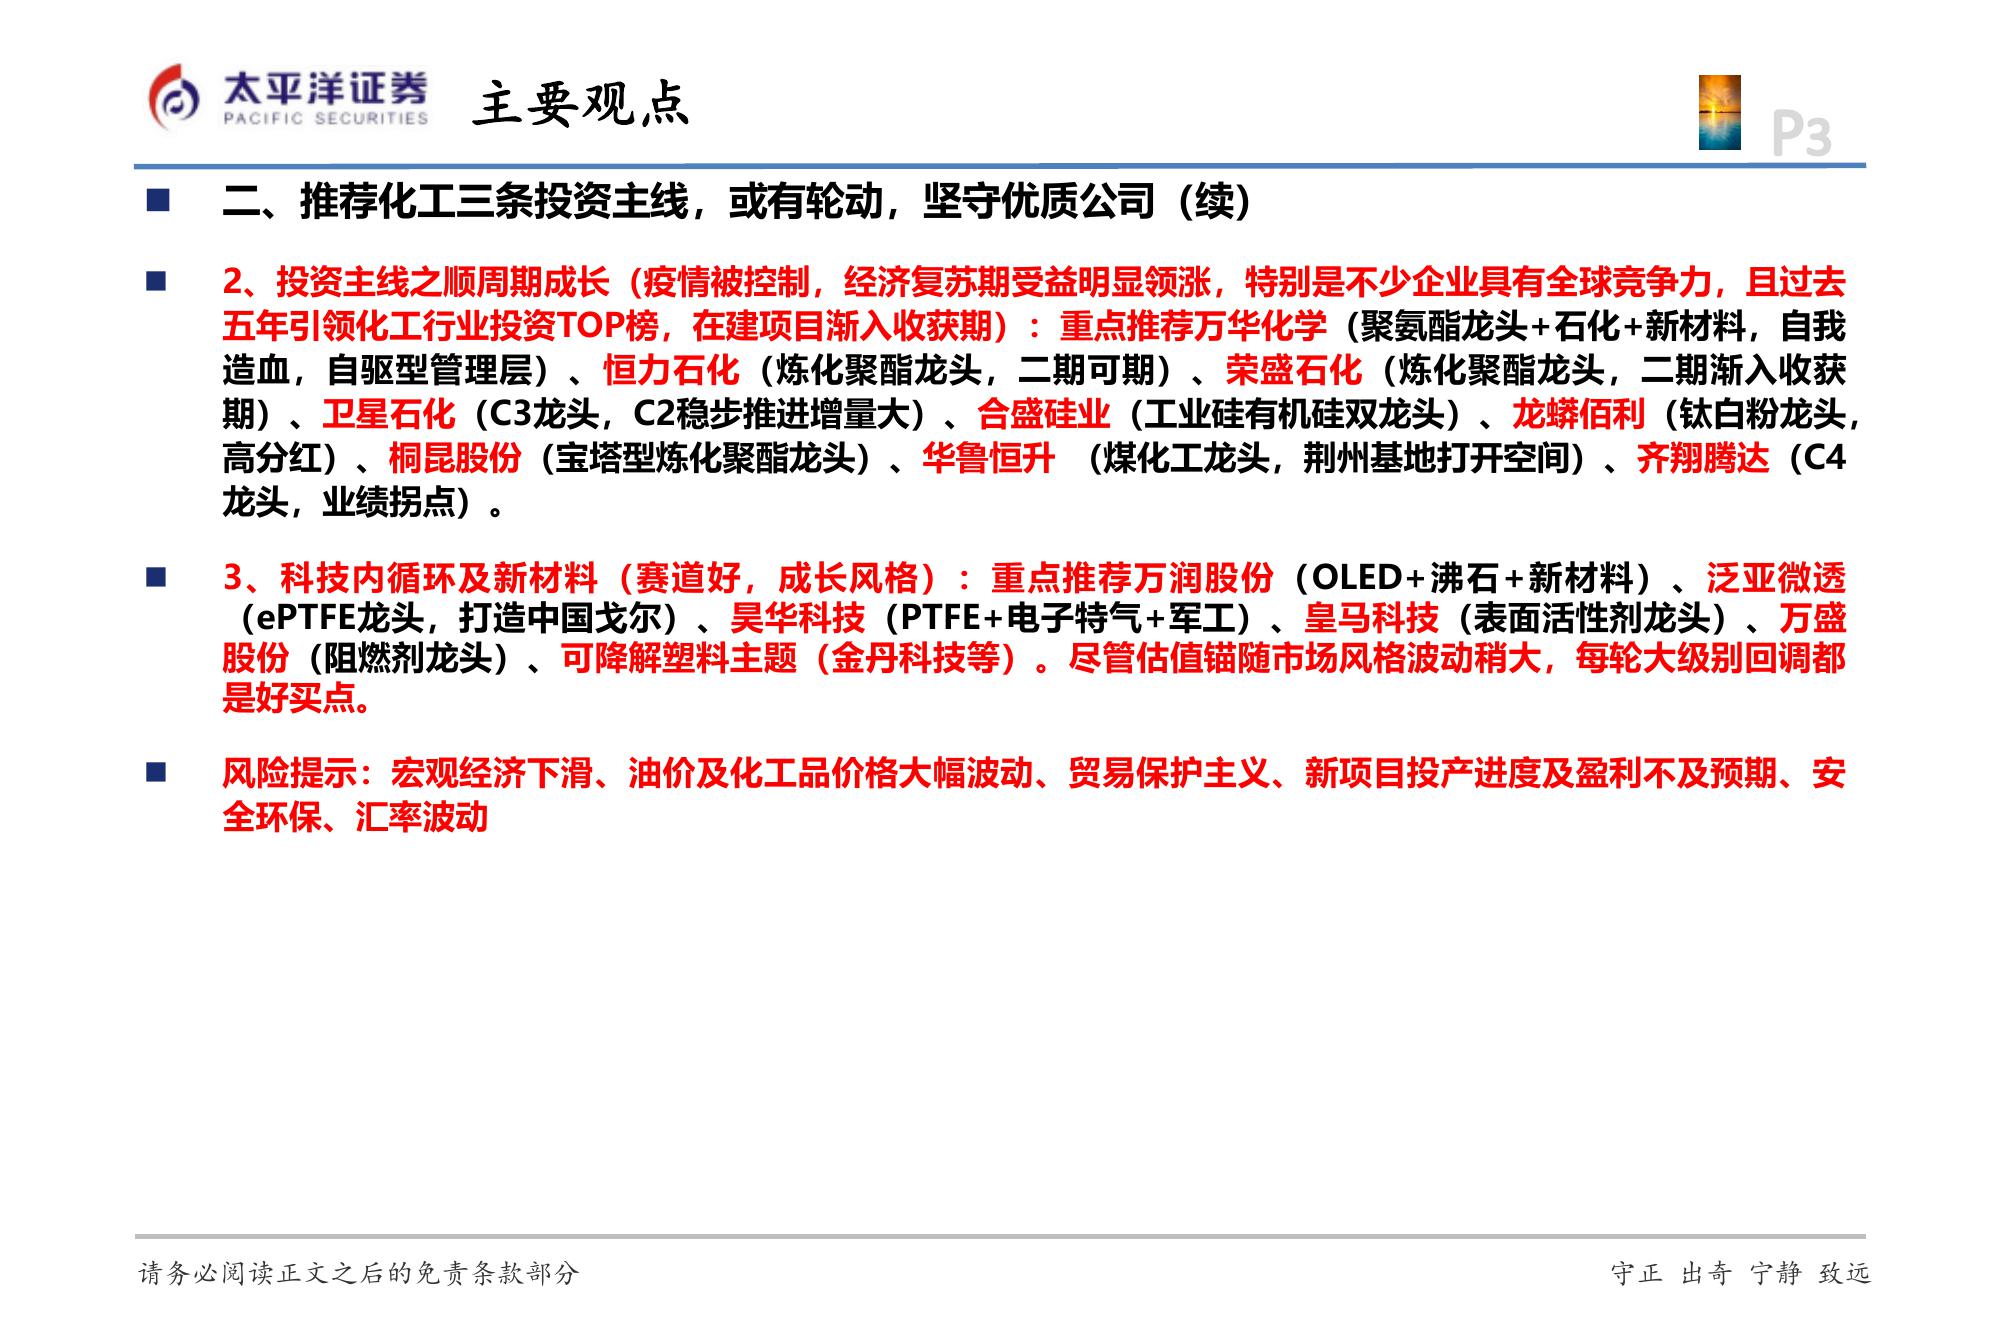 太平洋证券
PACIFIC SECURITIES
主要观点
P3
二、推荐化工三条投资主线，或有轮动，坚守优质公司（续）
2、投资主线之顺周期成长（疫情被控制，经济复苏期受益明显领涨，特别是不少企业具有全球竞争力，且过去
五年引领化工行业投资TOP榜，在建项目渐入收获期）：重点推荐万华化学（聚氨酯龙头+石化+新材料，自我
造血，自驱型管理层）、恒力石化（炼化聚酯龙头，二期可期）、荣盛石化（炼化聚酯龙头，二期渐入收获
期）、卫星石化（C3龙头，C2稳步推进增量大）、合盛硅业（工业硅有机硅双龙头）、龙蟒佰利（钛白粉龙头，
高分红）、桐昆股份（宝塔型炼化聚酯龙头）、华鲁恒升 （煤化工龙头，荆州基地打开空间）、齐翔腾达（C4
龙头，业绩拐点）。
3、科技内循环及新材料（赛道好，成长风格）：重点推荐万润股份（OLED+沸石+新材料）、泛亚微透
（ePTFE龙头，打造中国戈尔）、昊华科技（PTFE+电子特气+军工）、皇马科技（表面活性剂龙头）、万盛
股份（阻燃剂龙头）、可降解塑料主题（金丹科技等）。尽管估值锚随市场风格波动稍大，每轮大级别回调都
是好买点。
风险提示：宏观经济下滑、油价及化工品价格大幅波动、贸易保护主义、新项目投产进度及盈利不及预期、安
全环保、汇率波动
请务必阅读正文之后的免责条款部分
守正 出奇 宁静 致远